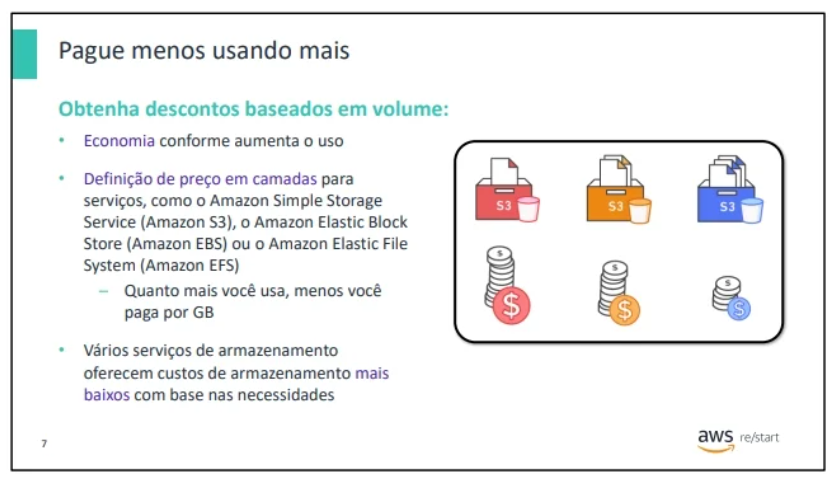 Pague menos usando mais
Obtenha descontos baseados em volume:
• Economia conforme aumenta o uso
• Definição de preço em camadas para
serviços, como o Amazon Simple Storage
Service (Amazon S3), o Amazon Elastic Block
Store (Amazon EBS) ou o Amazon Elastic File
System (Amazon EFS)
– Quanto mais você usa, menos você
paga por GB
• Vários serviços de armazenamento
oferecem custos de armazenamento mais
baixos com base nas necessidades
S3 S3 S3
$ $ $
$ $ $
7
aws re/start